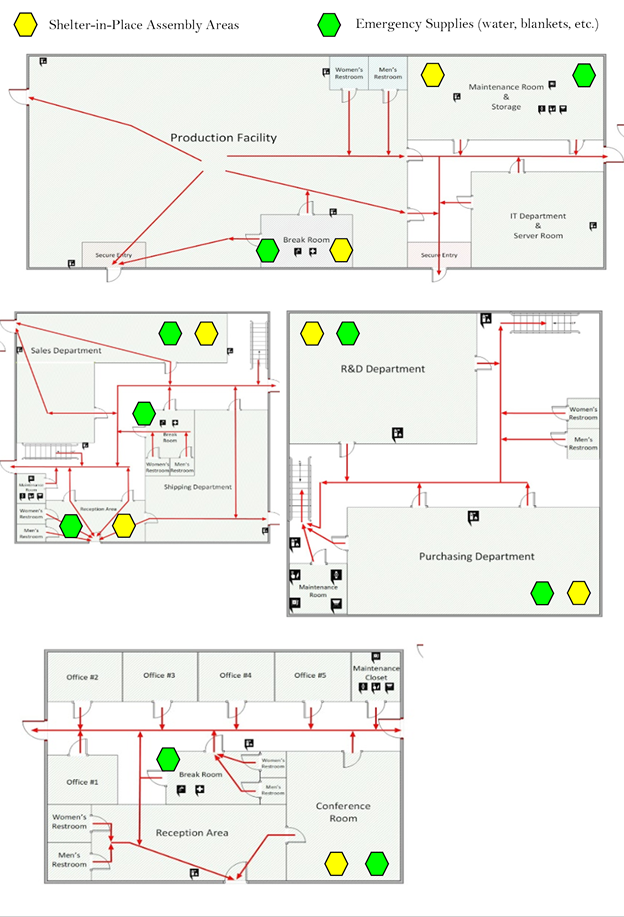 Shelter-in-Place Assembly Areas
Emergency Supplies (water, blankets, etc.)
Women's
Restroom
Men's
Restroom
Maintenance Room
&
Storage
Production Facility
IT Department
&
Server Room
Break Room
Secure Entry
Secure Entry
Sales Department
R&D Department
Break
Room
Women's
Restroom
Men's
Restroom
Women's
Restroom
Men's
Restroom
Maintenance
Room
Shipping Department
Reception Area
Women's
Restroom
Men's
Restroom
Purchasing Department
Maintenance
Room
Office #2
Office #3
Office #4
Office #5
Maintenance
Closet
Office #1
Break Room
Women's
Restroom
Men's
Restroom
Conference
Room
Women's
Restroom
Reception Area
Men's
Restroom